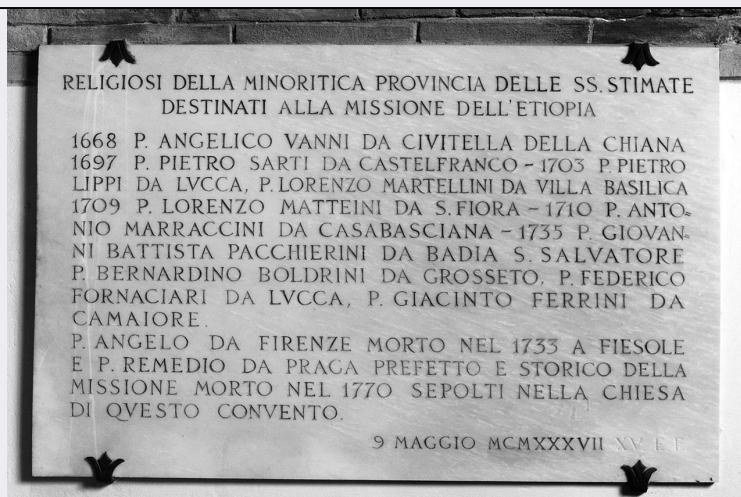 RELIGIOSI DELLA MINORITICA PROVINCIA DELLE SS. STIMATE
DESTINATI ALLA MISSIONE DELL'ETIOPIA
1668 P. ANGELICO VANNI DA CIVITELLA DELLA CHIANA
1697 P. PIETRO SARTI DA CASTELFRANCO - 1703 P. PIETRO
LIPPI DA LVCCA, P. LORENZO MARTELLINI DA VILLA BASILICA
1709 P. LORENZO MATTEINI DA S. FIORA - 1710 P. ANTO=
NIO MARRACCINI DA CASABASCIANA - 1735 P. GIOVAN=
NI BATTISTA PACCHIERINI DA BADIA S. SALVATORE
P. BERNARDINO BOLDRINI DA GROSSETO, P. FEDERICO
FORNACIARI DA LVCCA, P. GIACINTO FERRINI DA
CAMAIORE.
P. ANGELO DA FIRENZE MORTO NEL 1733 A FIESOLE
E P. REMEDIO DA PRAGA PREFETTO E STORICO DELLA
MISSIONE MORTO NEL 1770 SEPOLTI NELLA CHIESA
DI QVESTO CONVENTO.
9 MAGGIO MCMXXXVII XV E.F.